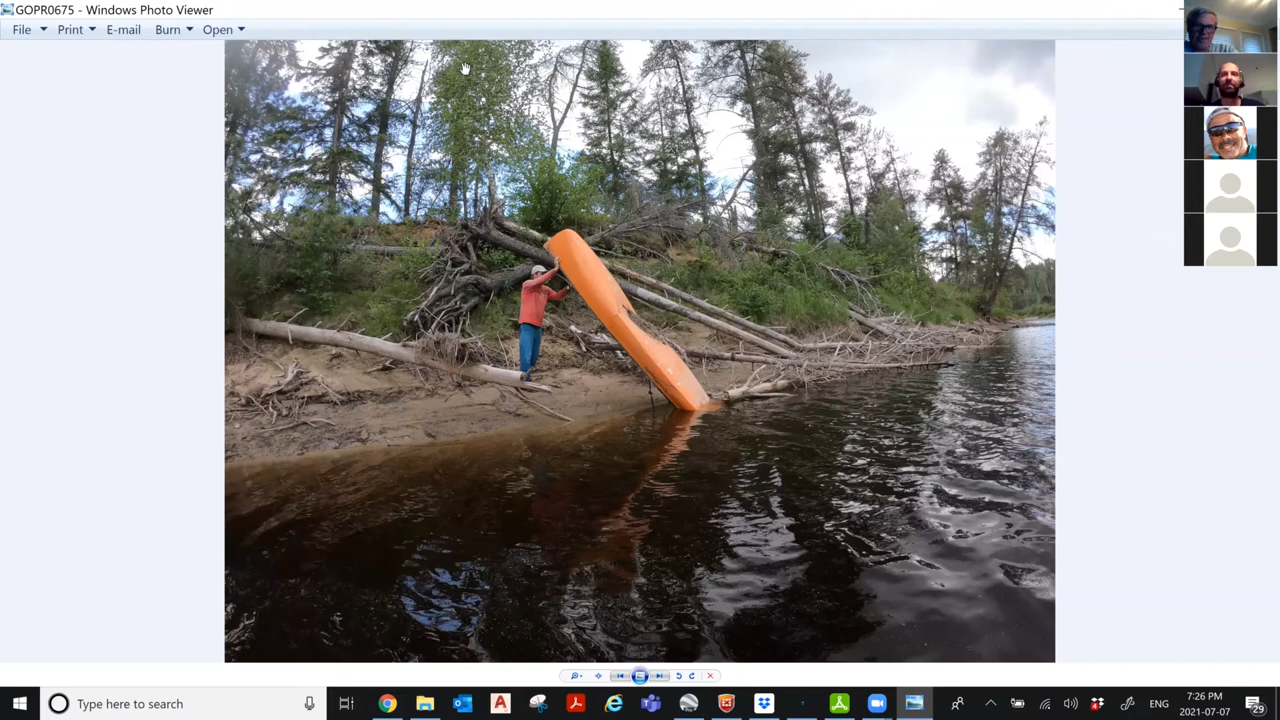 GOPR0675 - Windows Photo Viewer
File Print E-mail Burn Open
Type here to search
ENG
7:26 PM
2021-07-07
29